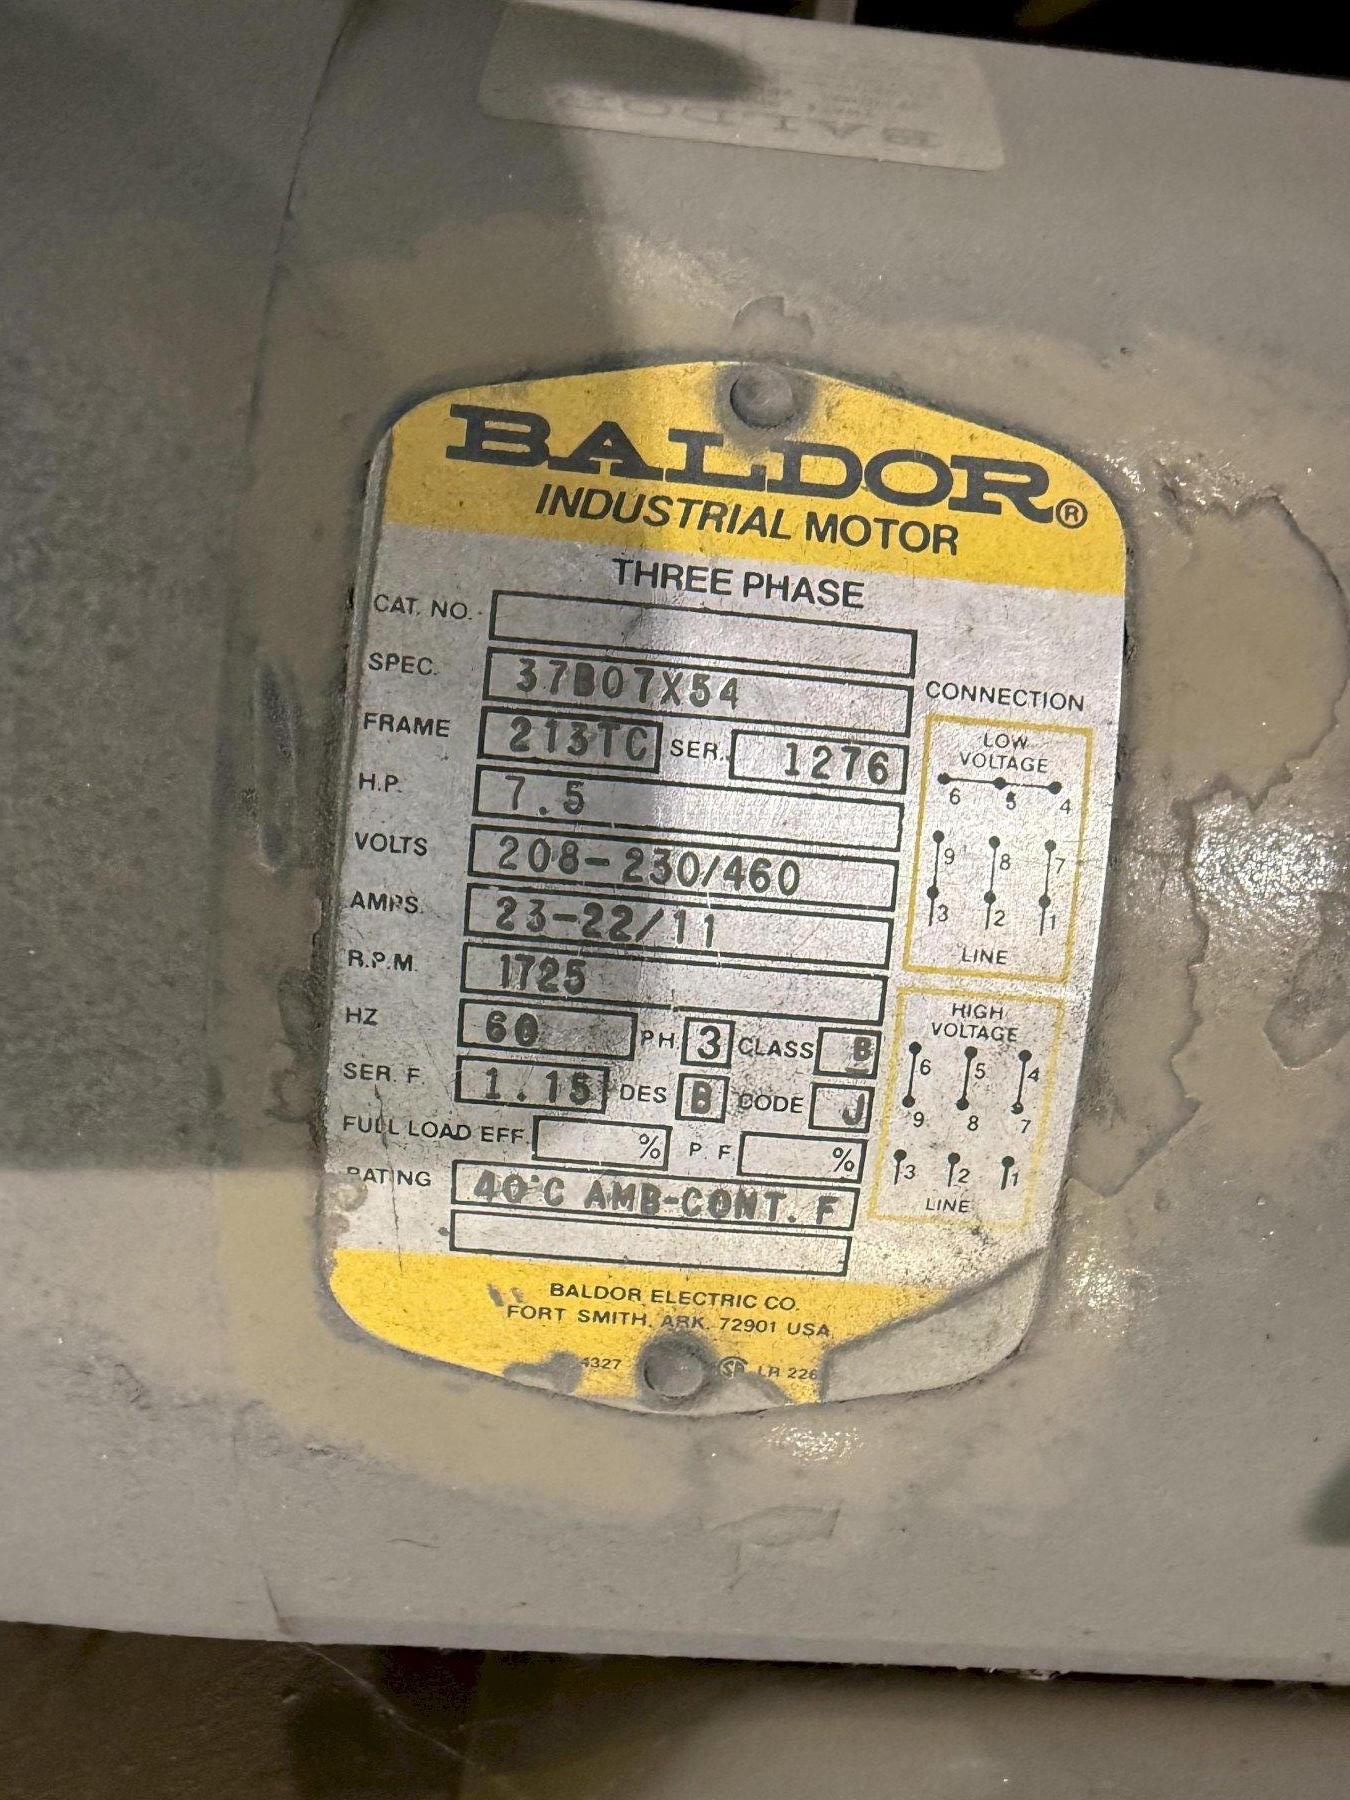 BALDOR®
INDUSTRIAL MOTOR
THREE PHASE
CAT. NO.
SPEC. 37B07X54
FRAME 213TC SER. 1276
H.P. 7.5
VOLTS 208-230/460
AMPS. 23-22/11
R.P.M. 1725
HZ 60 PH. 3 CLASS B
SER. F. 1.15 DES B CODE J
FULL LOAD EFF. % P. F. %
RATING 40°C AMB-CONT. F
CONNECTION
LOW
VOLTAGE
6 5 4
9 8 7
3 2 1
LINE
HIGH
VOLTAGE
6 5 4
9 8 7
3 2 1
LINE
BALDOR ELECTRIC CO.
FORT SMITH, ARK. 72901 USA
LR 226